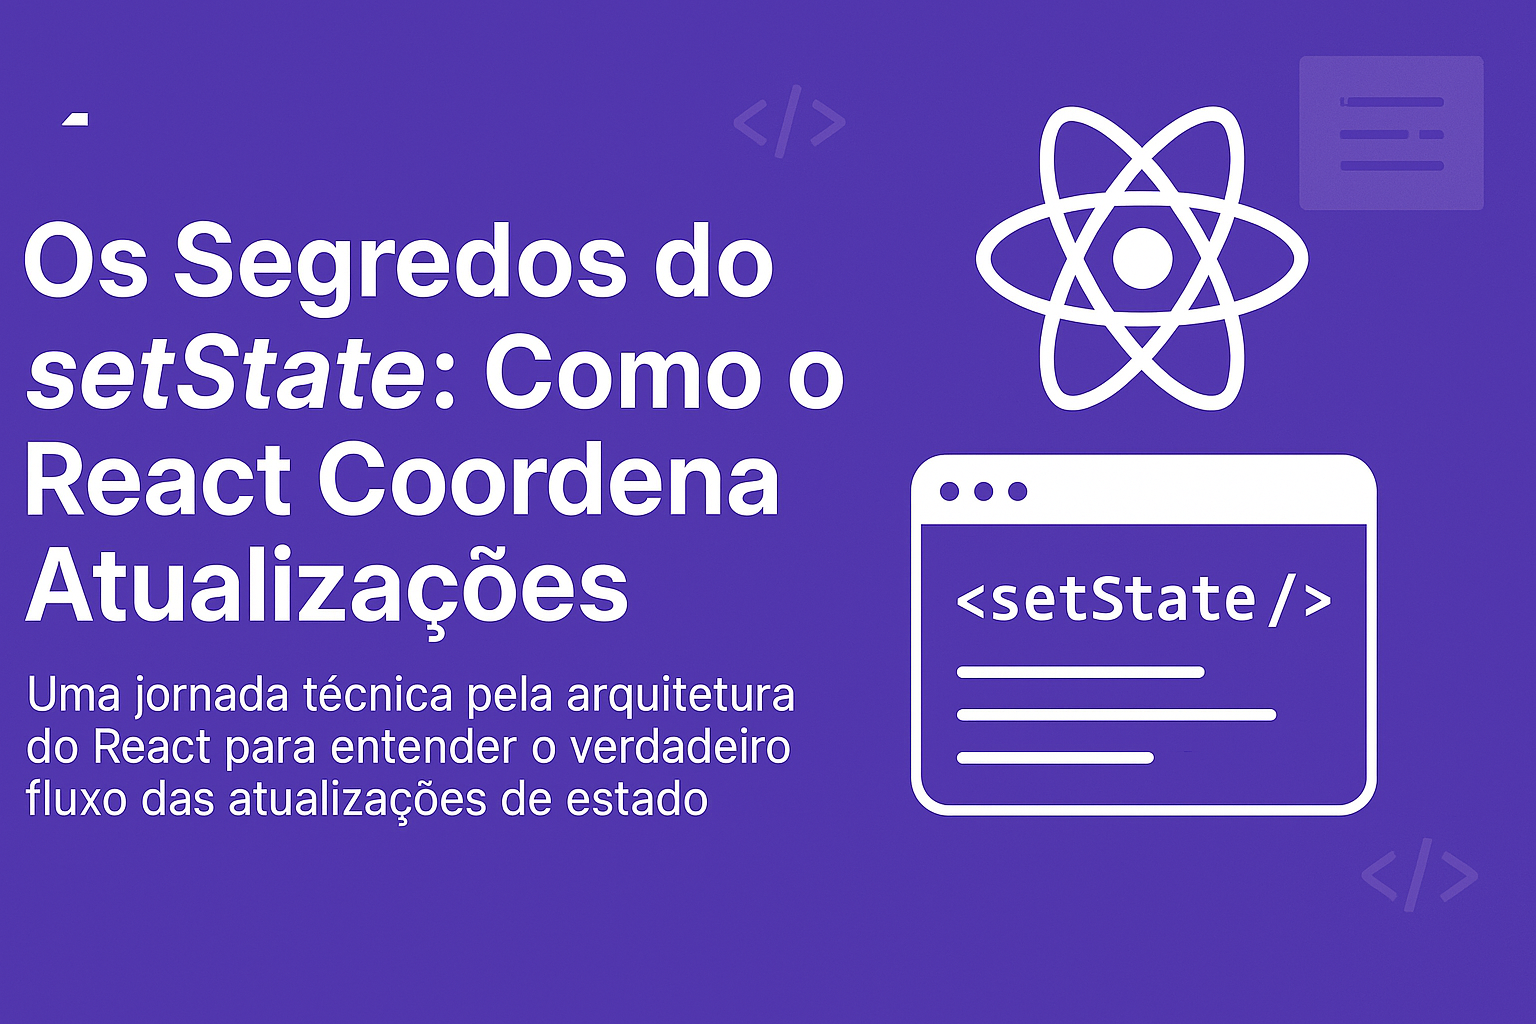 Os Segredos do
setState: Como o
React Coordena
Atualizações
Uma jornada técnica pela arquitetura
do React para entender o verdadeiro
fluxo das atualizações de estado
</>
<setState/>
</>